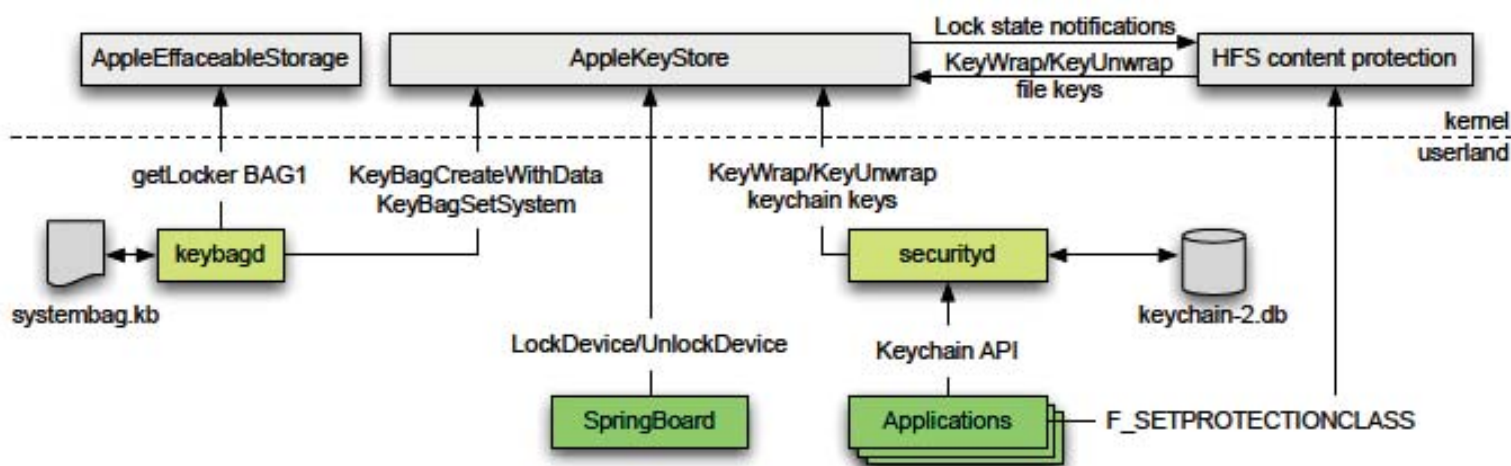 Lock state notifications
AppleEffaceableStorage
AppleKeyStore
HFS content protection
KeyWrap/KeyUnwrap
file keys
kernel
userland
getLocker BAG1
KeyBagCreateWithData
KeyBagSetSystem
KeyWrap/KeyUnwrap
keychain keys
keybagd
securityd
systembag.kb
keychain-2.db
LockDevice/UnlockDevice
Keychain API
SpringBoard
Applications
F_SETPROTECTIONCLASS